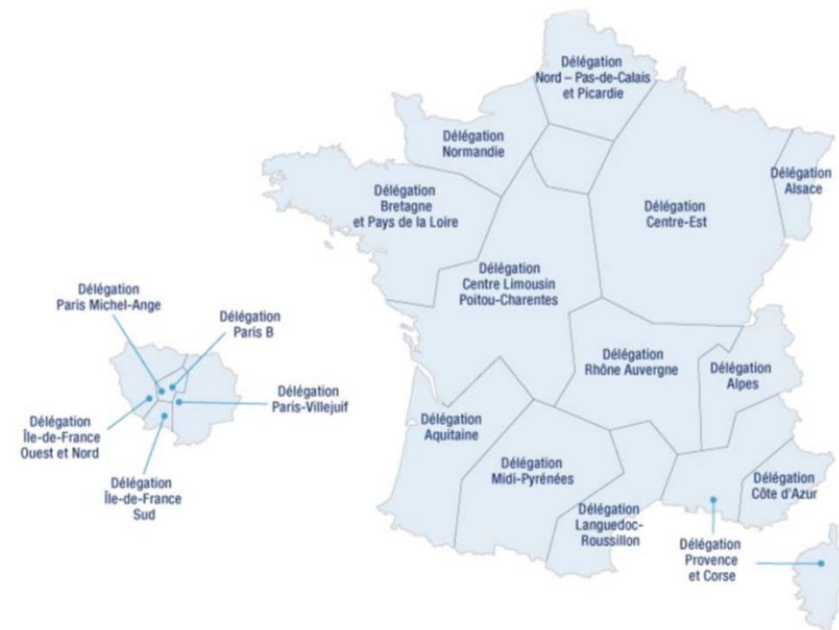 Délégation
Nord – Pas-de-Calais
et Picardie
Délégation
Normandie
Délégation
Alsace
Délégation
Bretagne
et Pays de la Loire
Délégation
Centre-Est
Délégation
Centre Limousin
Poitou-Charentes
Délégation
Paris Michel-Ange
Délégation
Paris B
Délégation
Rhône Auvergne
Délégation
Alpes
Délégation
Paris-Villejuif
Délégation
Île-de-France
Ouest et Nord
Délégation
Aquitaine
Délégation
Île-de-France
Sud
Délégation
Midi-Pyrénées
Délégation
Côte d'Azur
Délégation
Languedoc-
Roussillon
Délégation
Provence
et Corse